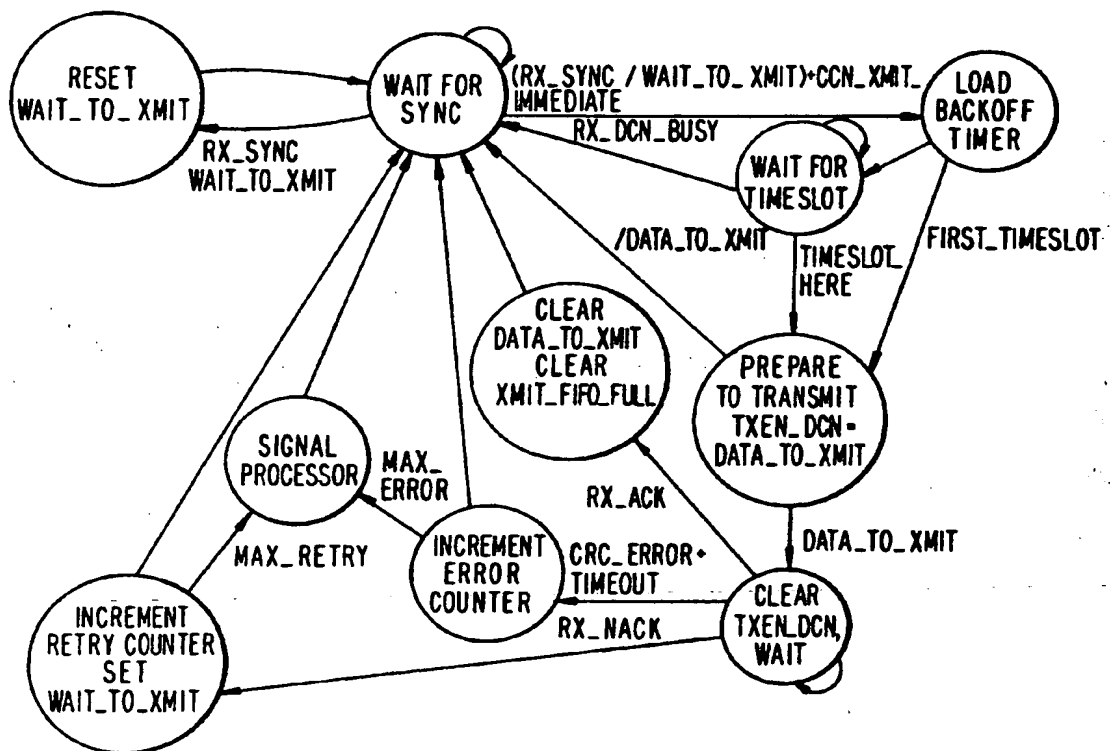 RESET
WAIT_TO_XMIT
WAIT FOR
SYNC
(RX_SYNC / WAIT_TO_XMIT)+CCN_XMIT_
IMMEDIATE
LOAD
BACKOFF
TIMER
RX_DCN_BUSY
RX_SYNC
WAIT_TO_XMIT
WAIT FOR
TIMESLOT
/DATA_TO_XMIT
TIMESLOT_
HERE
FIRST_TIMESLOT
CLEAR
DATA_TO_XMIT
CLEAR
XMIT_FIFO_FULL
PREPARE
TO TRANSMIT
TXEN_DCN=
DATA_TO_XMIT
SIGNAL
PROCESSOR
MAX_
ERROR
RX_ACK
DATA_TO_XMIT
MAX_RETRY
INCREMENT
ERROR
COUNTER
CRC_ERROR+
TIMEOUT
RX_NACK
CLEAR
TXEN_DCN,
WAIT
INCREMENT
RETRY COUNTER
SET
WAIT_TO_XMIT